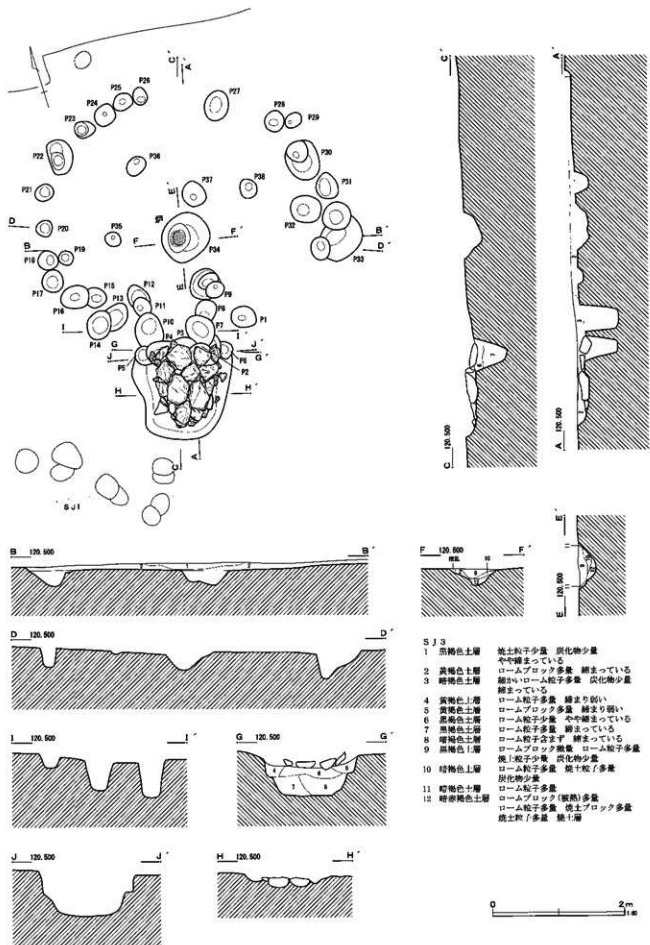 C´
A´
P25
P26
P24
P27
P23
P28
P29
P22
P30
P36
P31
P21
P37
P38
E´
D
P20
P35
F
F´
P34
P32
B´
D´
P33
B
P18
P19
P17
E
P9
P12
P15
P13
P11
P16
P8
P1
I
P14
P10
P3
P7
I´
P4
G
J
J´
G´
P5
P6
P2
H
H´
C
A
SJ1
C´
A´
120.500
C
120.500
A
B 120.500 B´
F 120.500 F´
E´
120.500
E
D 120.500 D´
I 120.500 I´
G 120.500 G´
J 120.500 J´
H 120.500 H´
SJ3
1 黒褐色土層 焼土粒子少量 炭化物少量
やや締まっている
2 黄褐色土層 ロームブロック多量 締まっている
3 暗褐色土層 細かいローム粒子多量 炭化物少量
締まっている
4 黄褐色土層 ローム粒子多量 締まり弱い
5 黄褐色土層 ロームブロック多量 締まり弱い
6 黒褐色土層 ローム粒子少量 やや締まっている
7 黒褐色土層 ローム粒子多量 締まっている
8 暗褐色土層 ローム粒子含まず 締まっている
9 黒褐色土層 ロームブロック微量 ローム粒子多量
焼土粒子少量 炭化物少量
10 暗褐色土層 ローム粒子多量 焼土粒子多量
炭化物少量
11 暗褐色土層 ローム粒子多量
12 暗赤褐色土層 ロームブロック(被熱)多量
ローム粒子多量 焼土ブロック多量
焼土粒子多量 焼土層
0 2m
1:60